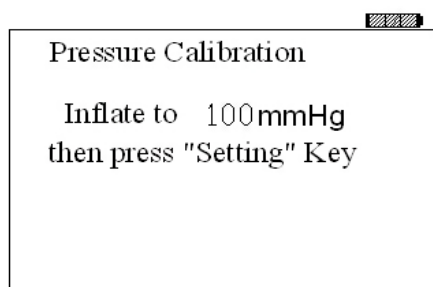 Pressure Calibration
Inflate to 100mmHg
then press "Setting" Key